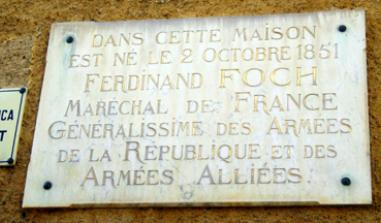 DANS CETTE MAISON
EST NÉ LE 2 OCTOBRE 1851
FERDINAND FOCH
MARÉCHAL DE FRANCE
GÉNÉRALISSIME DES ARMÉES
DE LA RÉPUBLIQUE ET DES
ARMÉES ALLIÉES.